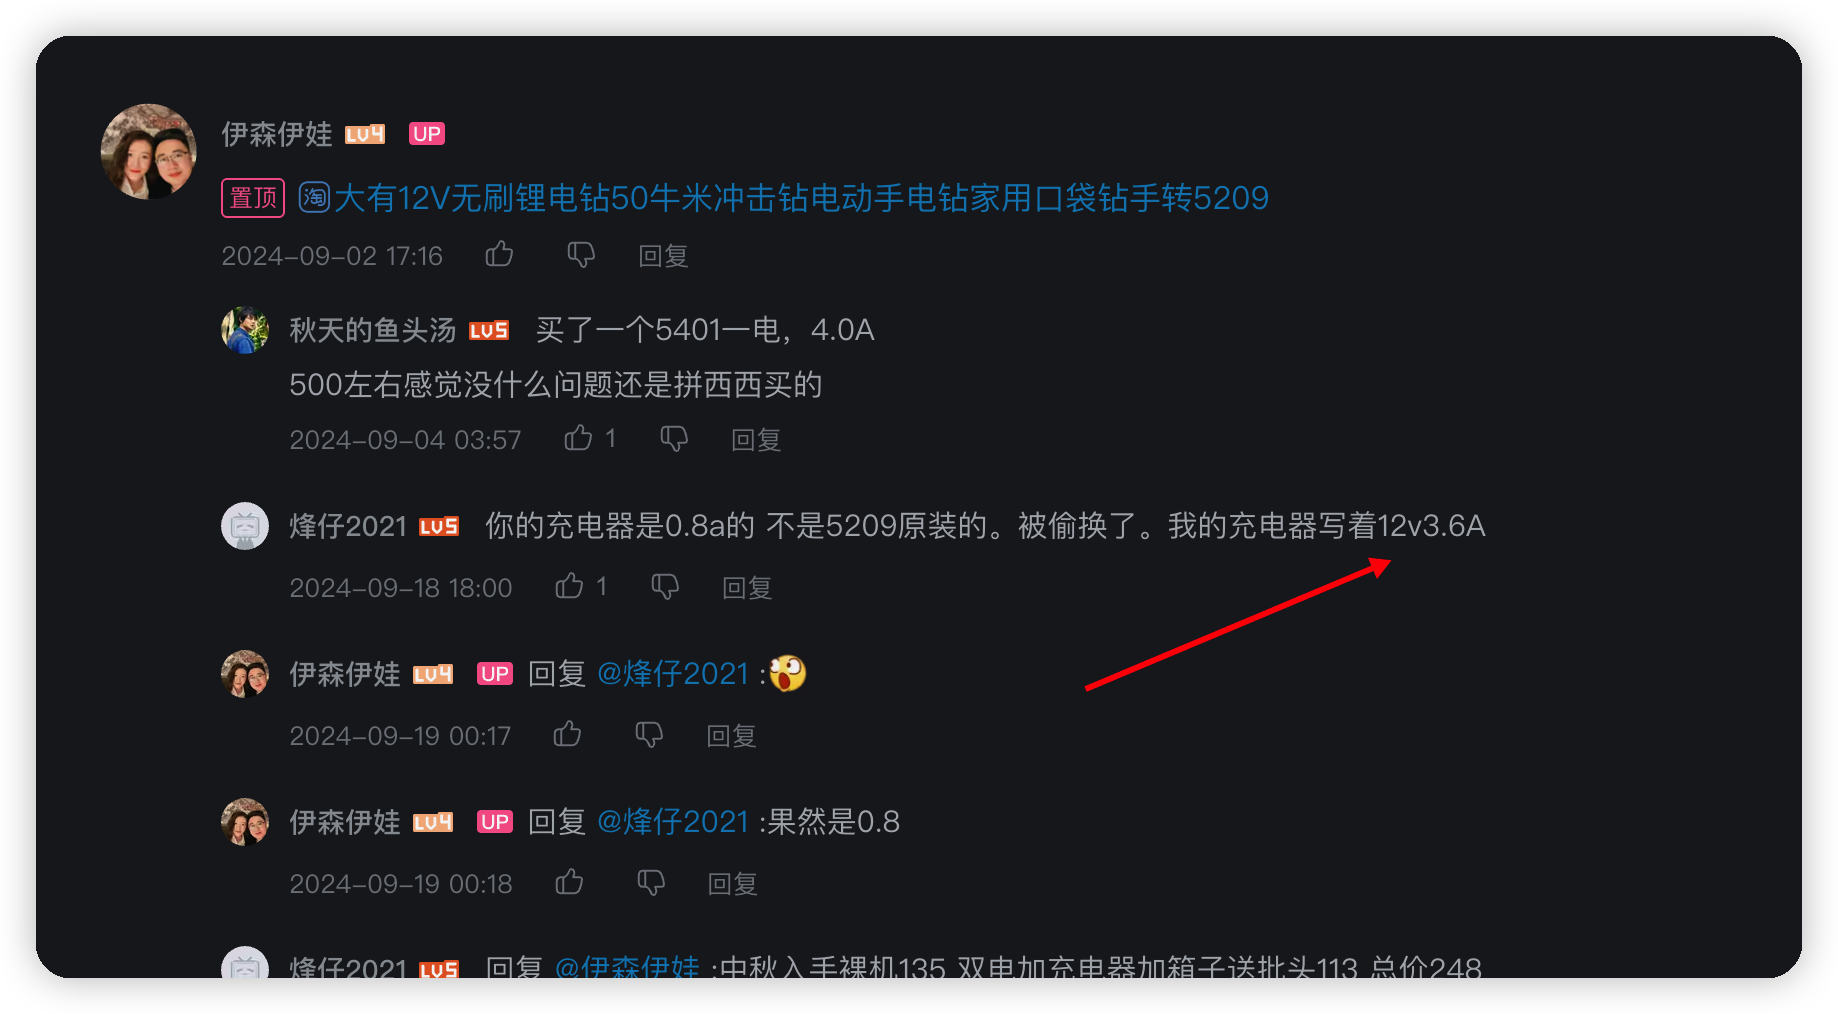 伊森伊娃 LV4 UP
置顶 淘 大有12V无刷锂电钻50牛米冲击钻电动手电钻家用口袋钻手转5209
2024-09-02 17:16 回复
秋天的鱼头汤 LV5 买了一个5401一电，4.0A
500左右感觉没什么问题还是拼西西买的
2024-09-04 03:57 1 回复
烽仔2021 LV5 你的充电器是0.8a的 不是5209原装的。被偷换了。我的充电器写着12v3.6A
2024-09-18 18:00 1 回复
伊森伊娃 LV4 UP 回复 @烽仔2021 :
2024-09-19 00:17 回复
伊森伊娃 LV4 UP 回复 @烽仔2021 :果然是0.8
2024-09-19 00:18 回复
烽仔2021 LV5 回复 @伊森伊娃 :中秋入手裸机135 双电加充电器加箱子送批头113 总价248